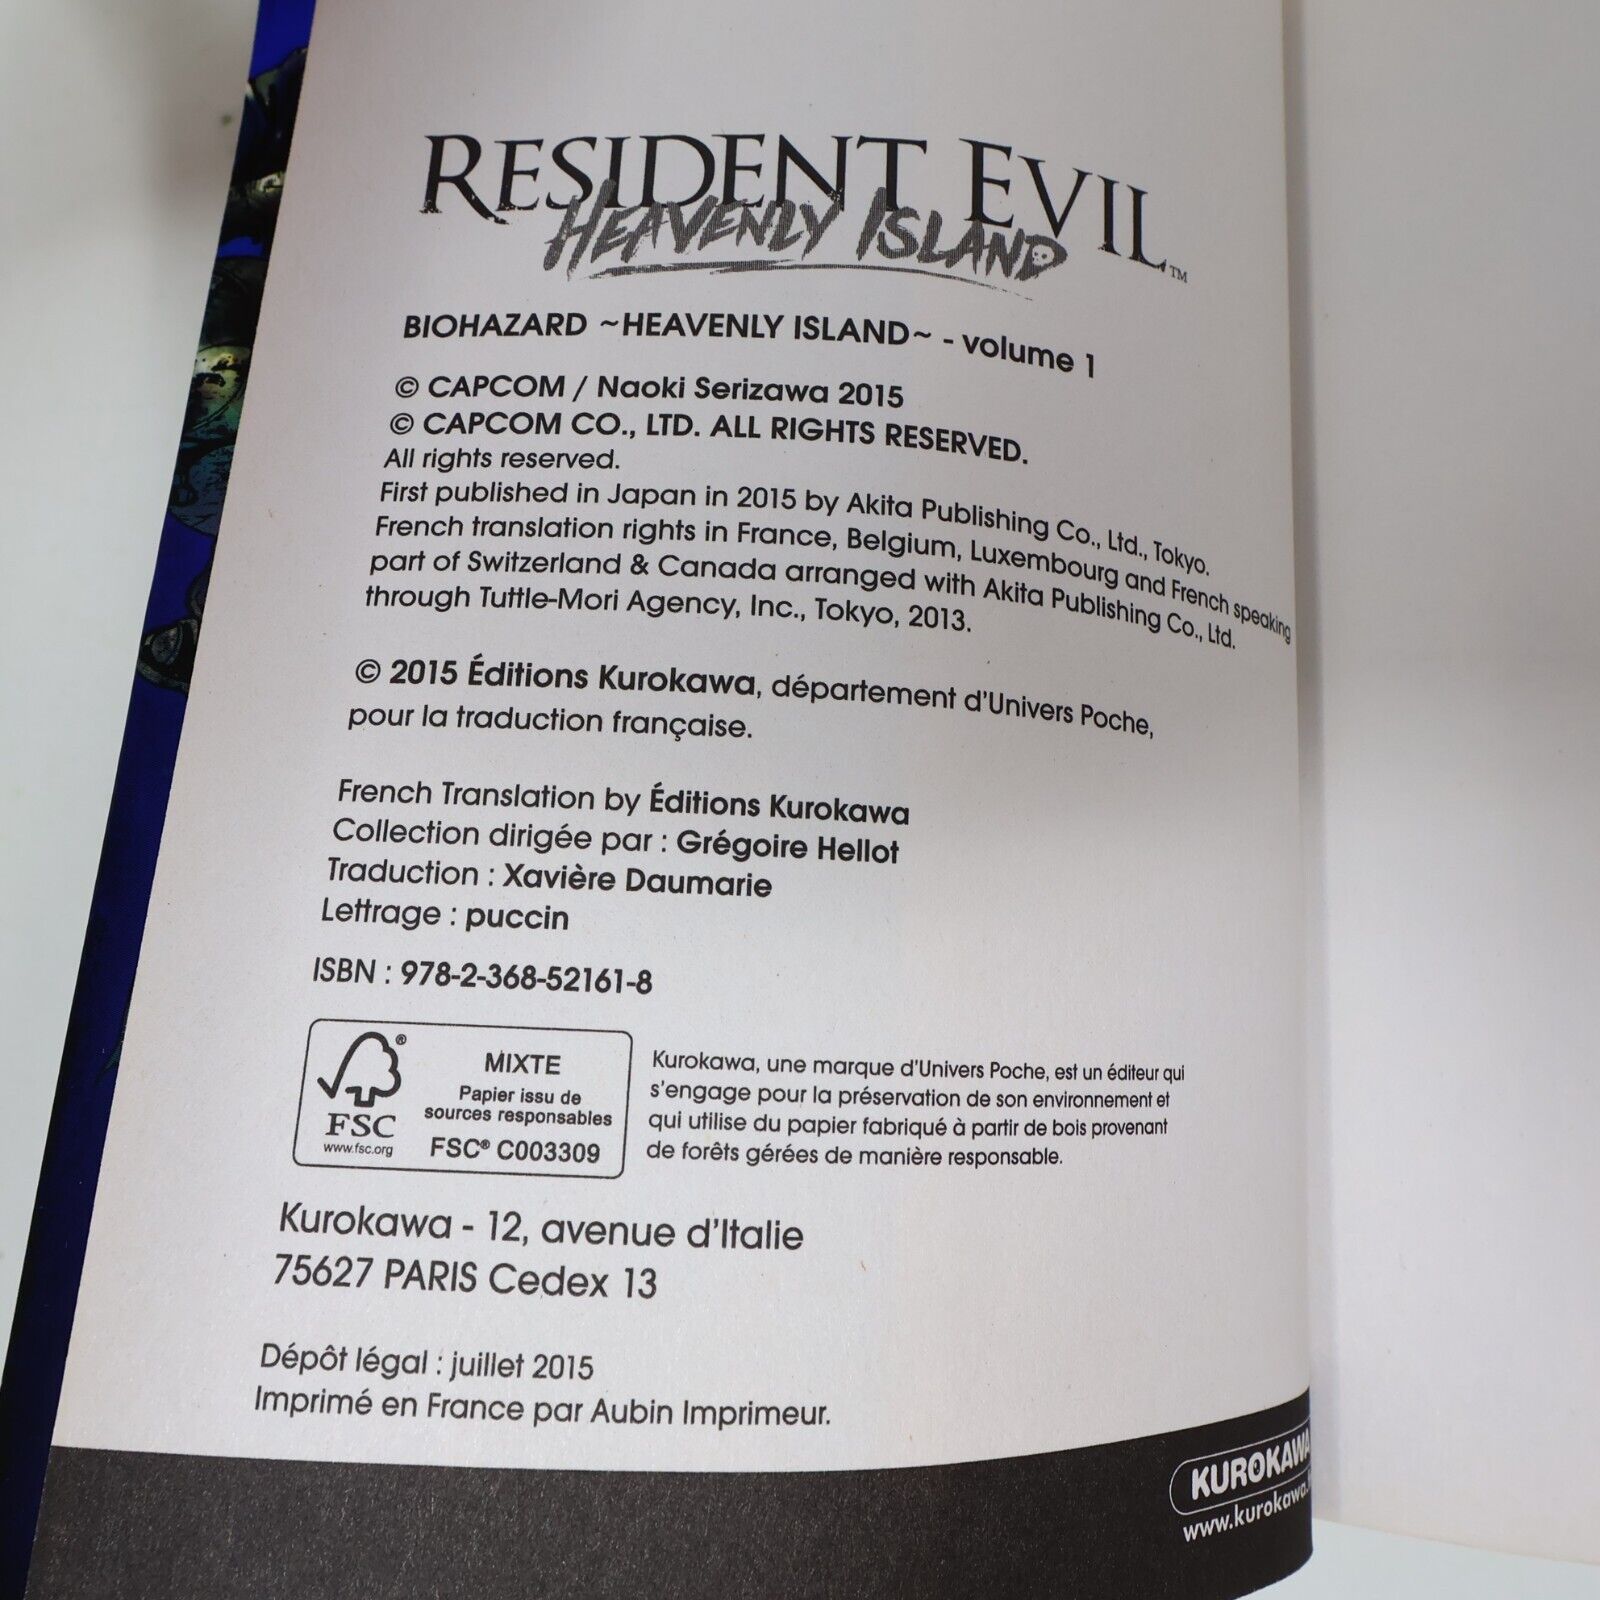 RESIDENT EVIL™
HEAVENLY ISLAND
BIOHAZARD ~HEAVENLY ISLAND~ - volume 1
© CAPCOM / Naoki Serizawa 2015
© CAPCOM CO., LTD. ALL RIGHTS RESERVED.
All rights reserved.
First published in Japan in 2015 by Akita Publishing Co., Ltd., Tokyo.
French translation rights in France, Belgium, Luxembourg and French speaking
part of Switzerland & Canada arranged with Akita Publishing Co., Ltd.
through Tuttle-Mori Agency, Inc., Tokyo, 2013.
© 2015 Éditions Kurokawa, département d'Univers Poche,
pour la traduction française.
French Translation by Éditions Kurokawa
Collection dirigée par : Grégoire Hellot
Traduction : Xavière Daumarie
Lettrage : puccin
ISBN : 978-2-368-52161-8
®
FSC
www.fsc.org
MIXTE
Papier issu de
sources responsables
FSC® C003309
Kurokawa, une marque d'Univers Poche, est un éditeur qui
s'engage pour la préservation de son environnement et
qui utilise du papier fabriqué à partir de bois provenant
de forêts gérées de manière responsable.
Kurokawa - 12, avenue d'Italie
75627 PARIS Cedex 13
Dépôt légal : juillet 2015
Imprimé en France par Aubin Imprimeur.
KUROKAWA
www.kurokawa.